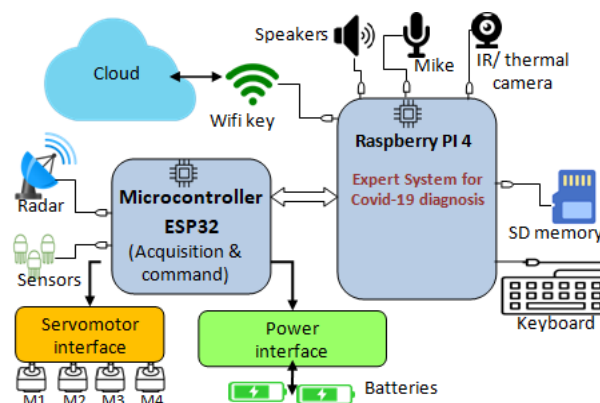 Speakers
Mike
IR/ thermal
camera
Cloud
Wifi key
Raspberry PI 4
Expert System for
Covid-19 diagnosis
Microcontroller
ESP32
(Acquisition &
command)
Radar
Sensors
SD memory
Keyboard
Servomotor
interface
Power
interface
Batteries
M1 M2 M3 M4